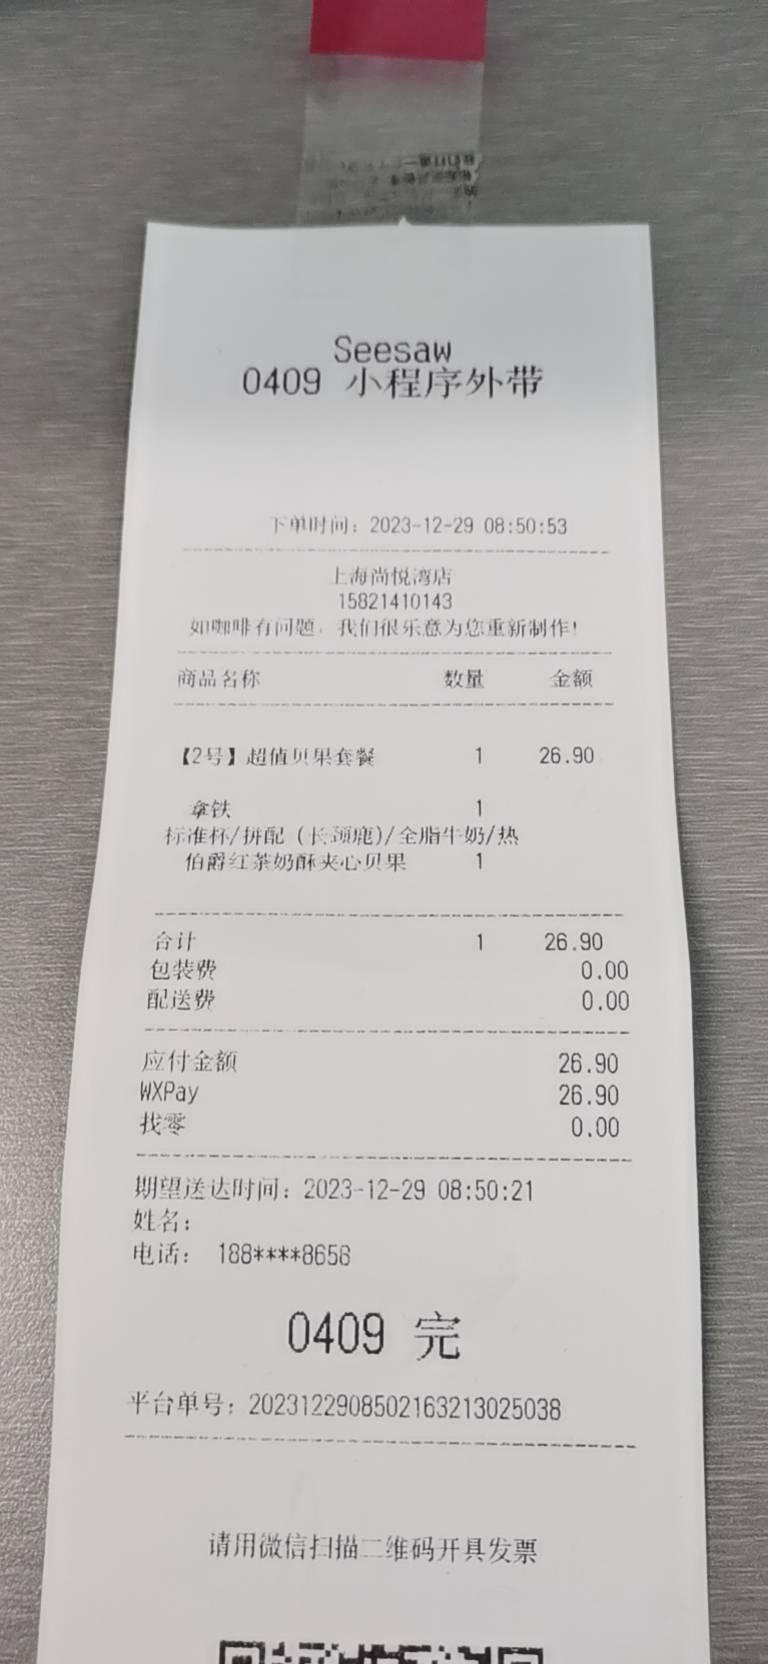 Seesaw
0409 小程序外带
下单时间：2023-12-29 08:50:53
上海尚悦湾店
15821410143
如咖啡有问题，我们很乐意为您重新制作！
商品名称 数量 金额
【2号】超值贝果套餐 1 26.90
拿铁 1
标准杯/拼配（长颈鹿）/全脂牛奶/热
伯爵红茶奶酥夹心贝果 1
合计 1 26.90
包装费 0.00
配送费 0.00
应付金额 26.90
WXPay 26.90
找零 0.00
期望送达时间：2023-12-29 08:50:21
姓名：
电话： 188****8658
0409 完
平台单号：2023122908502163213025038
请用微信扫描二维码开具发票